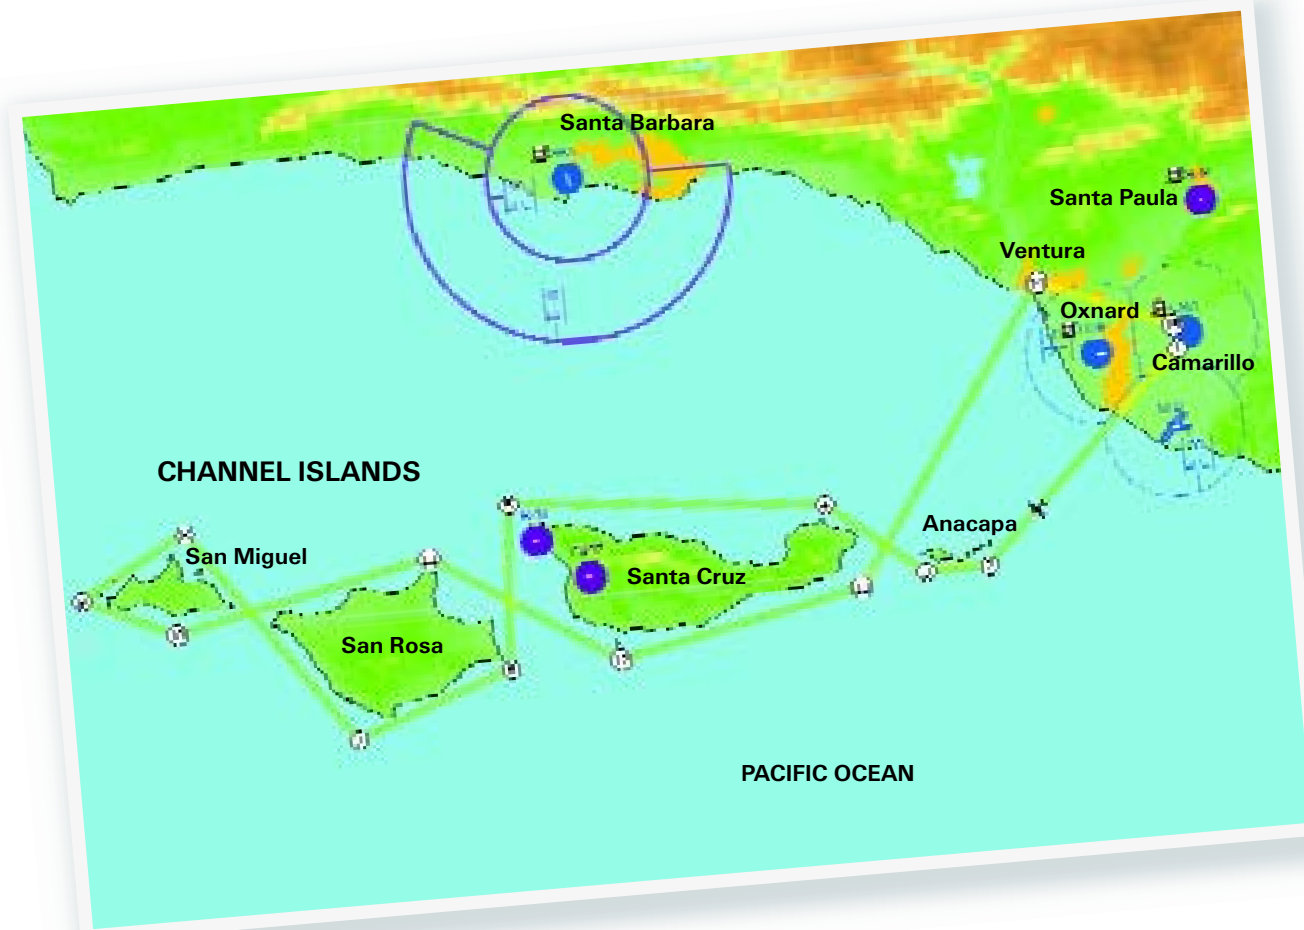 Santa Barbara
Santa Paula
Ventura
Oxnard
Camarillo
CHANNEL ISLANDS
Anacapa
San Miguel
Santa Cruz
San Rosa
PACIFIC OCEAN